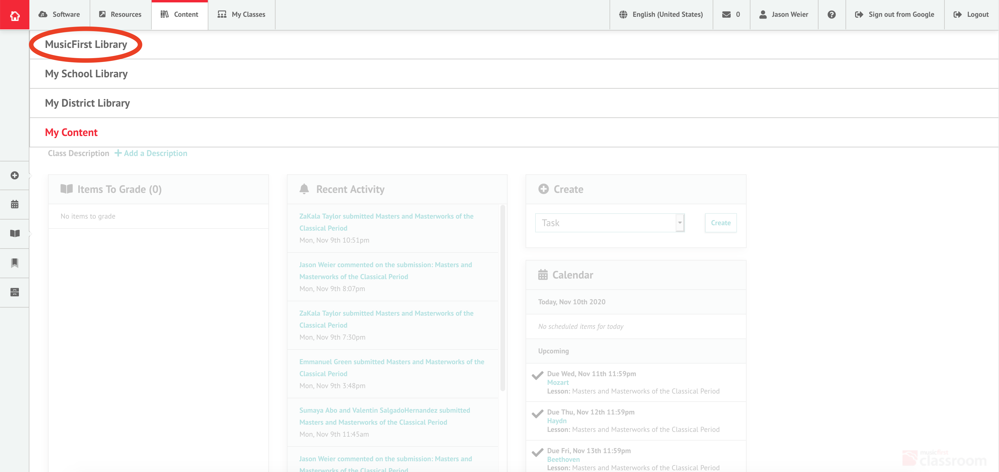 Software
Resources
Content
My Classes
English (United States)
0
Jason Weier
Sign out from Google
Logout
MusicFirst Library
My School Library
My District Library
My Content
Class Description + Add a Description
Items To Grade (0)
No items to grade
Recent Activity
ZaKala Taylor submitted Masters and Masterworks of the
Classical Period
Mon, Nov 9th 10:51pm
Jason Weier commented on the submission: Masters and
Masterworks of the Classical Period
Mon, Nov 9th 8:07pm
ZaKala Taylor submitted Masters and Masterworks of the
Classical Period
Mon, Nov 9th 7:30pm
Emmanuel Green submitted Masters and Masterworks of the
Classical Period
Mon, Nov 9th 3:48pm
Sumaya Abo and Valentin SalgadoHernandez submitted
Masters and Masterworks of the Classical Period
Mon, Nov 9th 11:45am
Jason Weier commented on the submission: Masters and
Masterworks of the Classical Period
Create
Task
Create
Calendar
Today, Nov 10th 2020
No scheduled items for today
Upcoming
Due Wed, Nov 11th 11:59pm
Mozart
Lesson: Masters and Masterworks of the Classical Period
Due Thu, Nov 12th 11:59pm
Haydn
Lesson: Masters and Masterworks of the Classical Period
Due Fri, Nov 13th 11:59pm
Beethoven
Lesson: Masters and Masterworks of the Classical Period
musicfirst
classroom